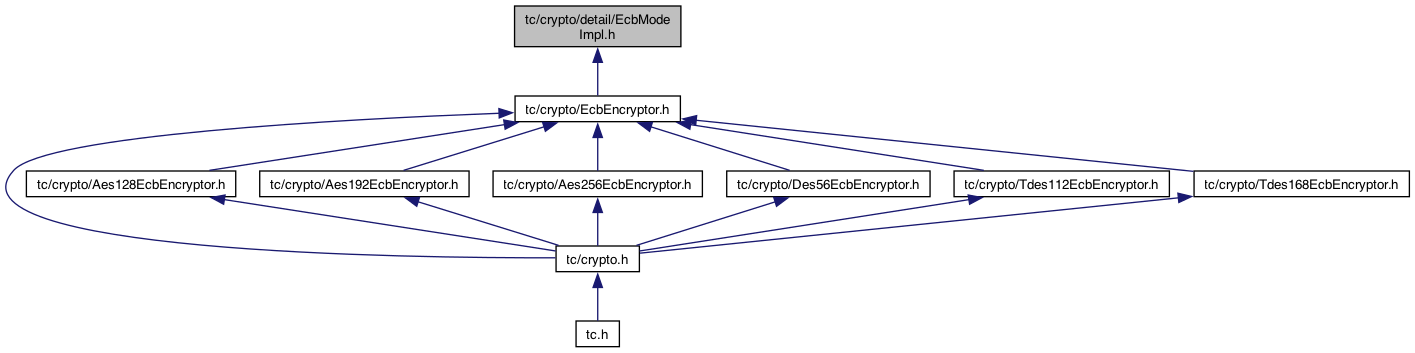 tc/crypto/detail/EcbMode
Impl.h
tc/crypto/EcbEncryptor.h
tc/crypto/Aes128EcbEncryptor.h
tc/crypto/Aes192EcbEncryptor.h
tc/crypto/Aes256EcbEncryptor.h
tc/crypto/Des56EcbEncryptor.h
tc/crypto/Tdes112EcbEncryptor.h
tc/crypto/Tdes168EcbEncryptor.h
tc/crypto.h
tc.h